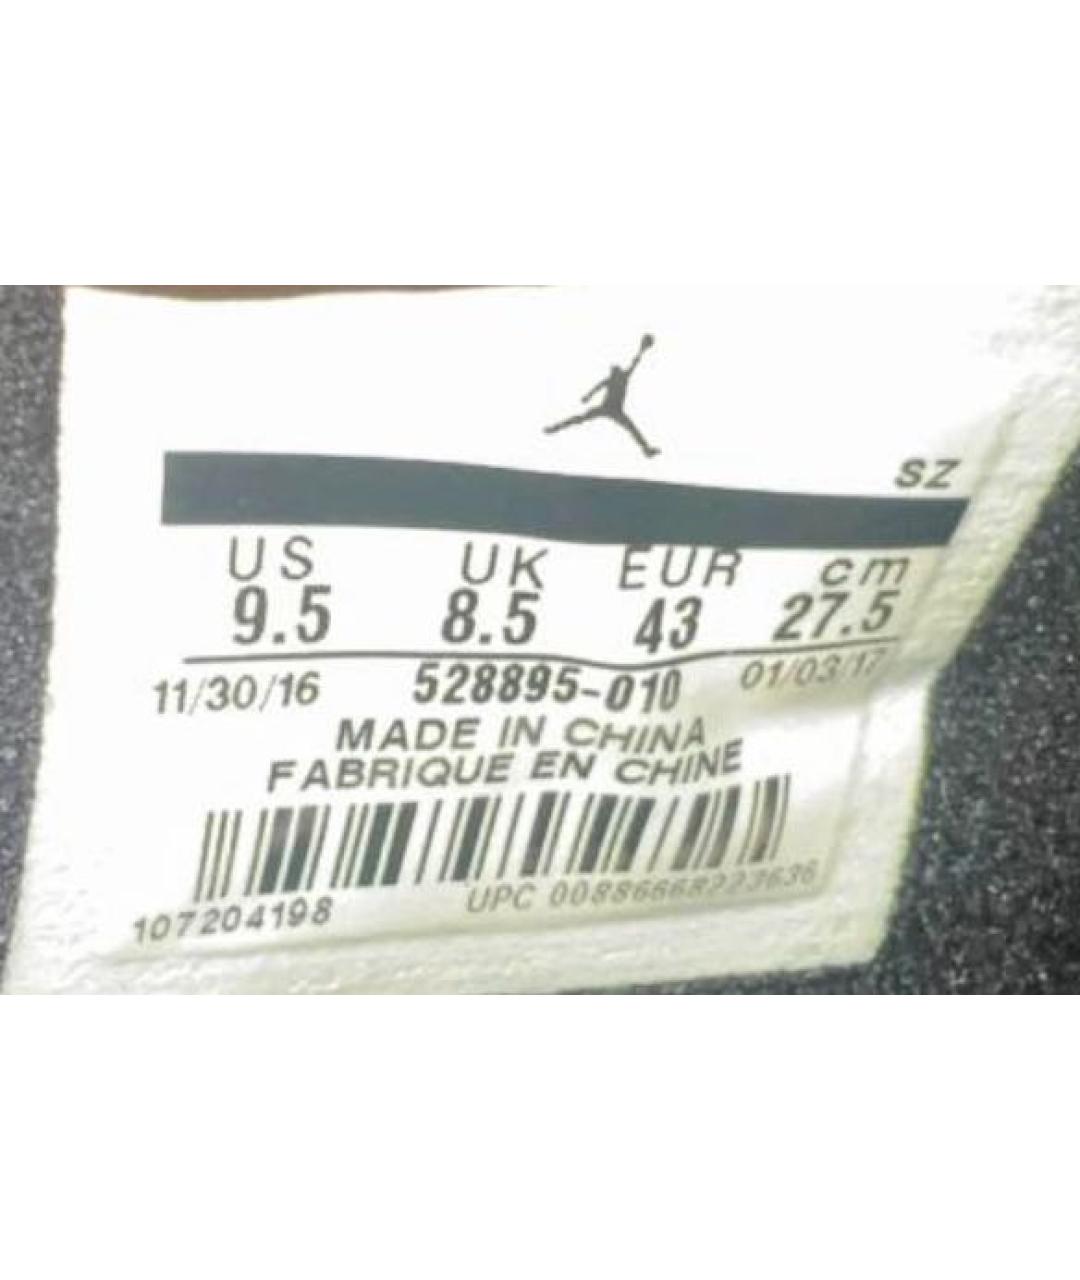 SZ
US UK EUR cm
9.5 8.5 43 27.5
11/30/16 528895-010 01/03/17
MADE IN CHINA
FABRIQUE EN CHINE
107204198 UPC